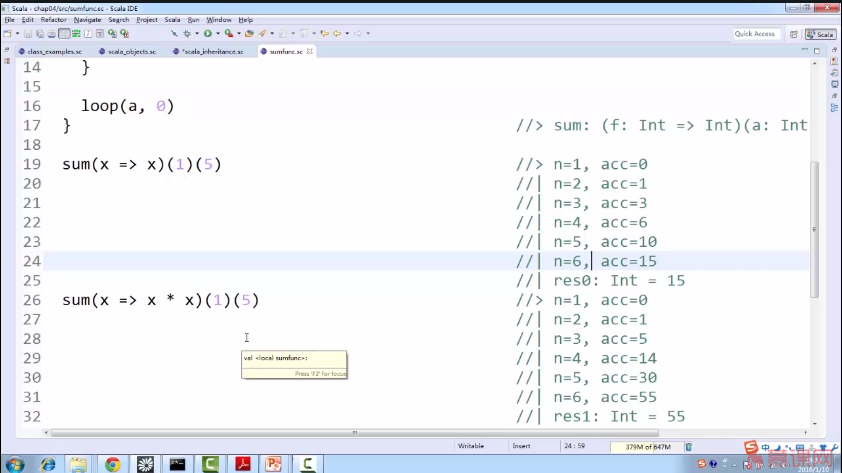 Scala - chap04/src/sumfunc.sc - Scala IDE
File Edit Refactor Navigate Search Project Scala Run Window Help
Quick Access
Scala
class_examples.sc scala_objects.sc *scala_inheritance.sc sumfunc.sc
14 }
15
16 loop(a, 0)
17 } //> sum: (f: Int => Int)(a: Int
18
19 sum(x => x)(1)(5) //> n=1, acc=0
20 //| n=2, acc=1
21 //| n=3, acc=3
22 //| n=4, acc=6
23 //| n=5, acc=10
24 //| n=6, acc=15
25 //| res0: Int = 15
26 sum(x => x * x)(1)(5) //> n=1, acc=0
27 //| n=2, acc=1
28 //| n=3, acc=5
29 //| n=4, acc=14
30 //| n=5, acc=30
31 //| n=6, acc=55
32 //| res1: Int = 55
val <local sumfunc>:
Press 'F2' for focus
Writable Insert 24 : 59 379M of 647M
中
慕课网
2016/1/10